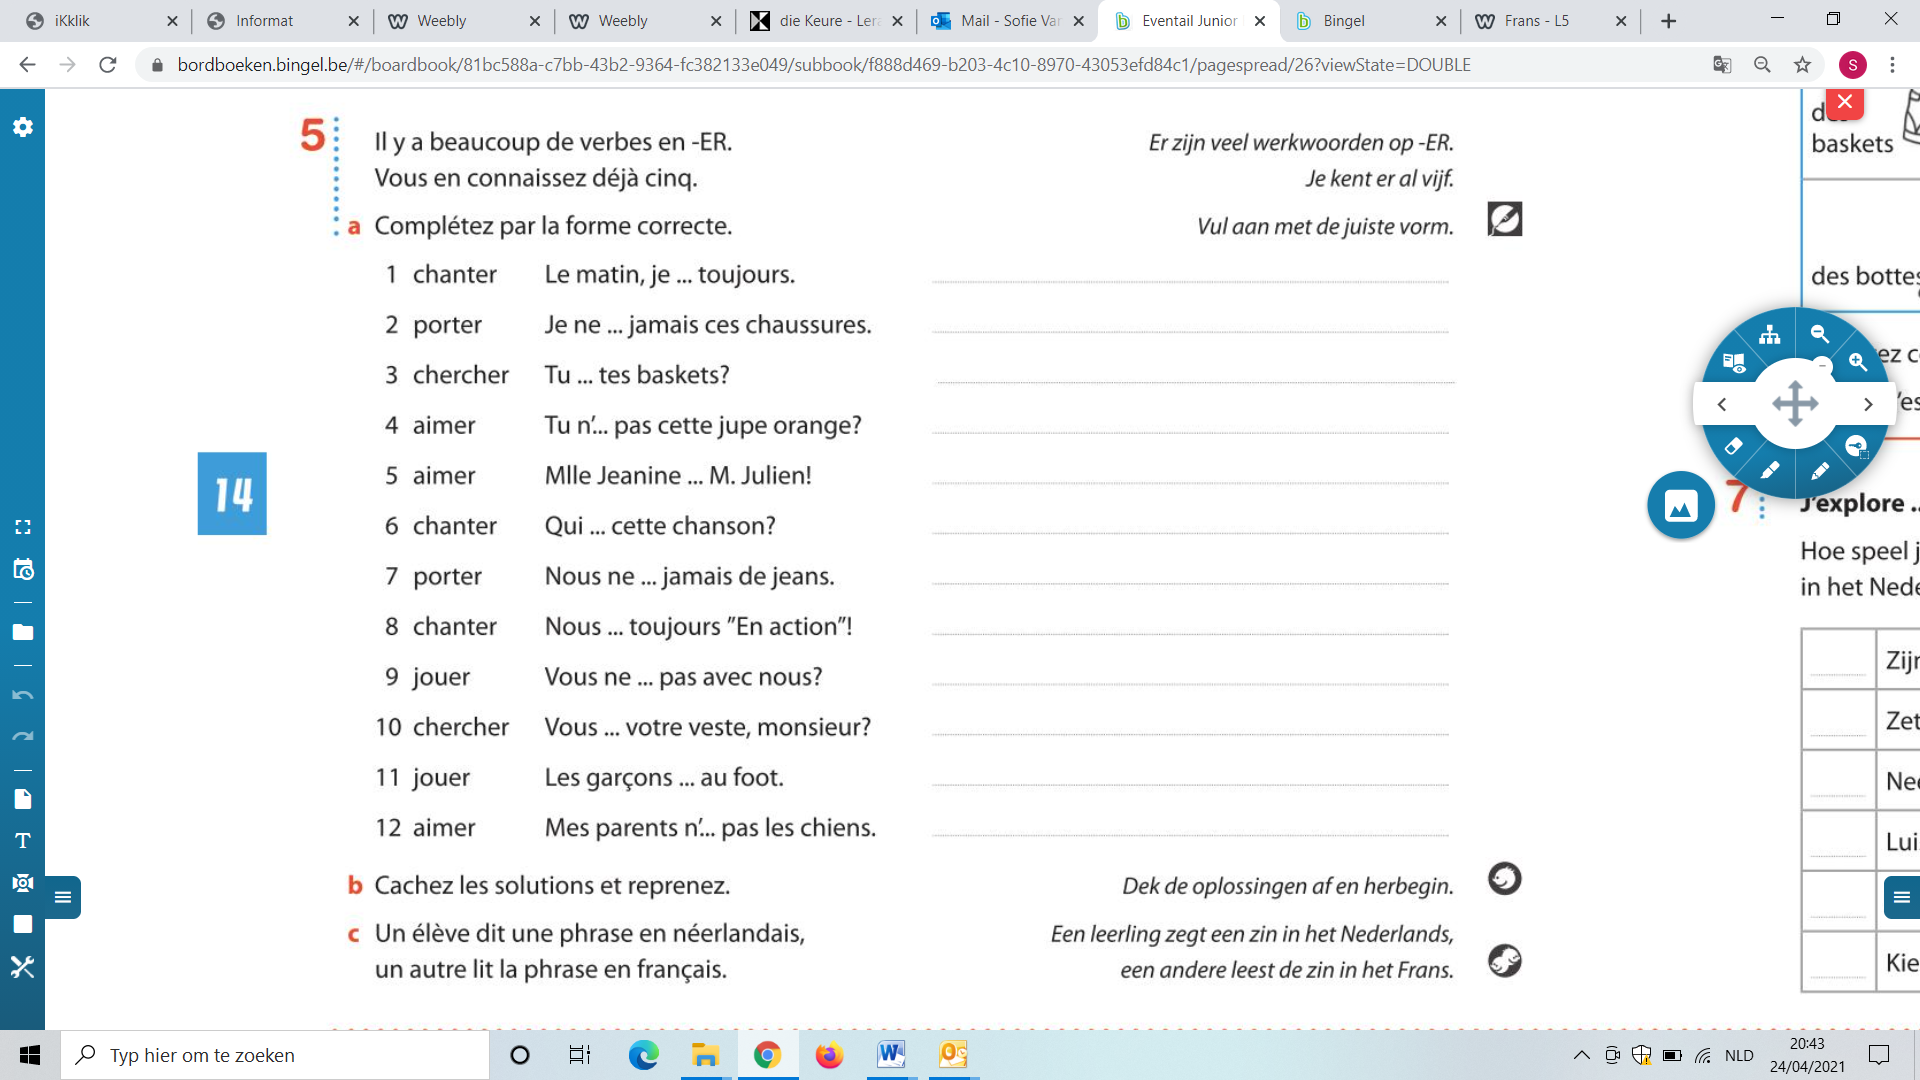 iKklik
Informat
Weebly
Weebly
die Keure - Ler
Mail - Sofie Va
Eventail Junior
Bingel
Frans - L5
bordboeken.bingel.be/#/boardbook/81bc588a-c7bb-43b2-9364-fc382133e049/subbook/f888d469-b203-4c10-8970-43053efd84c1/pagespread/26?viewState=DOUBLE
S
5 Il y a beaucoup de verbes en -ER. Er zijn veel werkwoorden op -ER.
Vous en connaissez déjà cinq. Je kent er al vijf.
a Complétez par la forme correcte. Vul aan met de juiste vorm.
1 chanter Le matin, je ... toujours.
2 porter Je ne ... jamais ces chaussures.
3 chercher Tu ... tes baskets?
4 aimer Tu n'... pas cette jupe orange?
5 aimer Mlle Jeanine ... M. Julien!
6 chanter Qui ... cette chanson?
7 porter Nous ne ... jamais de jeans.
8 chanter Nous ... toujours ”En action”!
9 jouer Vous ne ... pas avec nous?
10 chercher Vous ... votre veste, monsieur?
11 jouer Les garçons ... au foot.
12 aimer Mes parents n'... pas les chiens.
14
b Cachez les solutions et reprenez. Dek de oplossingen af en herbegin.
c Un élève dit une phrase en néerlandais, Een leerling zegt een zin in het Nederlands,
un autre lit la phrase en français. een andere leest de zin in het Frans.
baskets
des bottes
ez c
'es
7 J'explore ..
Hoe speel j
in het Nede
Zijn
Zet
Nee
Lui
Kie
T
Typ hier om te zoeken
NLD
20:43
24/04/2021